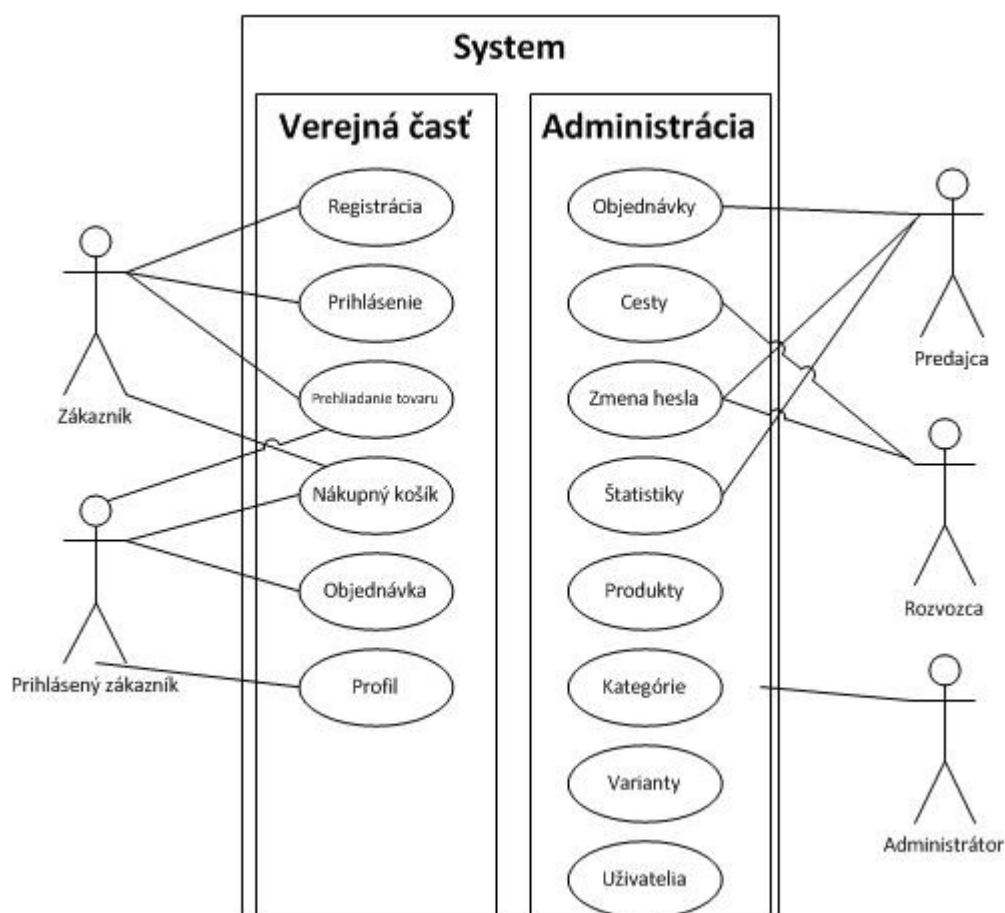 System
Verejná časť
Administrácia
Registrácia
Prihlásenie
Prehliadanie tovaru
Nákupný košík
Objednávka
Profil
Objednávky
Cesty
Zmena hesla
Štatistiky
Produkty
Kategórie
Varianty
Uživatelia
Zákazník
Prihlásený zákazník
Predajca
Rozvozca
Administrátor